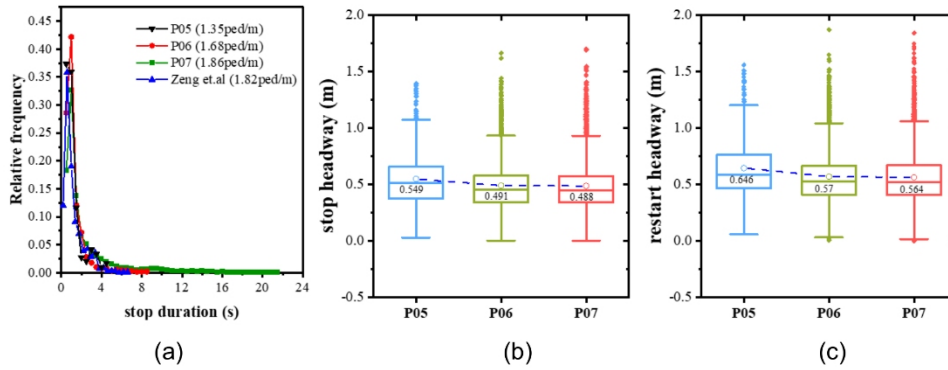 (a)
P05 (1.35ped/m)
P06 (1.68ped/m)
P07 (1.86ped/m)
Zeng et.al (1.82ped/m)
Relative frequency
0.45
0.40
0.35
0.30
0.25
0.20
0.15
0.10
0.05
0.00
0 4 8 12 16 20 24
stop duration (s)
(a)
(b)
stop headway (m)
2.0
1.5
1.0
0.5
0.0
-0.5
0.549
0.491
0.488
P05 P06 P07
(b)
(c)
restart headway (m)
2.0
1.5
1.0
0.5
0.0
-0.5
0.646
0.57
0.564
P05 P06 P07
(c)